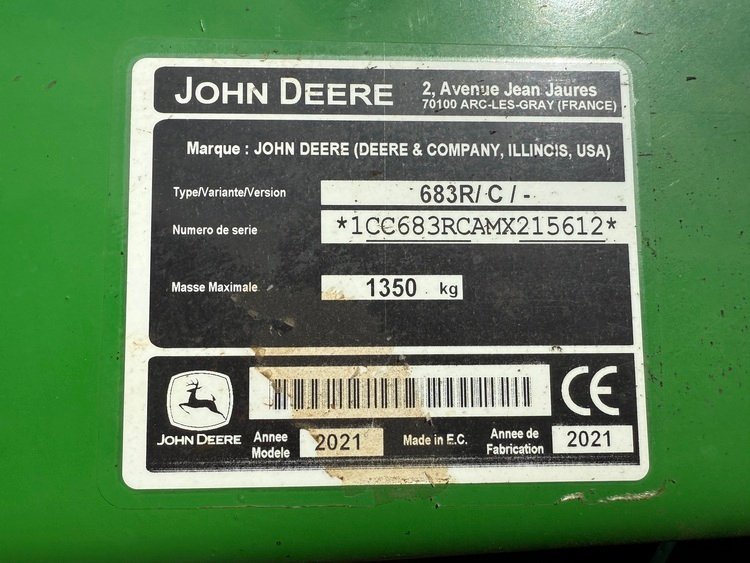 JOHN DEERE
2, Avenue Jean Jaures
70100 ARC-LES-GRAY (FRANCE)
Marque : JOHN DEERE (DEERE & COMPANY, ILLINOIS, USA)
Type/Variante/Version 683R/ C / -
Numero de serie *1CC683RCAMX215612*
Masse Maximale 1350 kg
CE
JOHN DEERE
Annee Modele 2021
Made in E.C.
Annee de Fabrication 2021